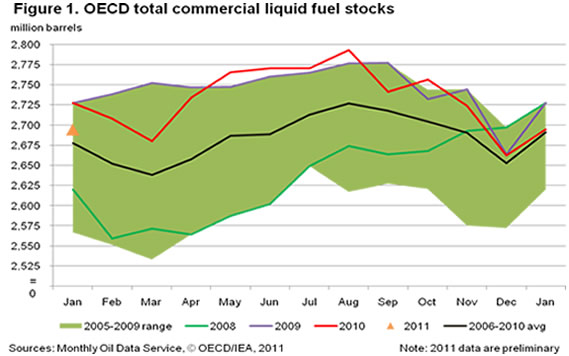 Figure 1. OECD total commercial liquid fuel stocks
million barrels
2,800
2,775
2,750
2,725
2,700
2,675
2,650
2,625
2,600
2,575
2,550
2,525
=
0
Jan Feb Mar Apr May Jun Jul Aug Sep Oct Nov Dec Jan
2005-2009 range 2008 2009 2010 2011 2006-2010 avg
Sources: Monthly Oil Data Service, © OECD/IEA, 2011 Note: 2011 data are preliminary